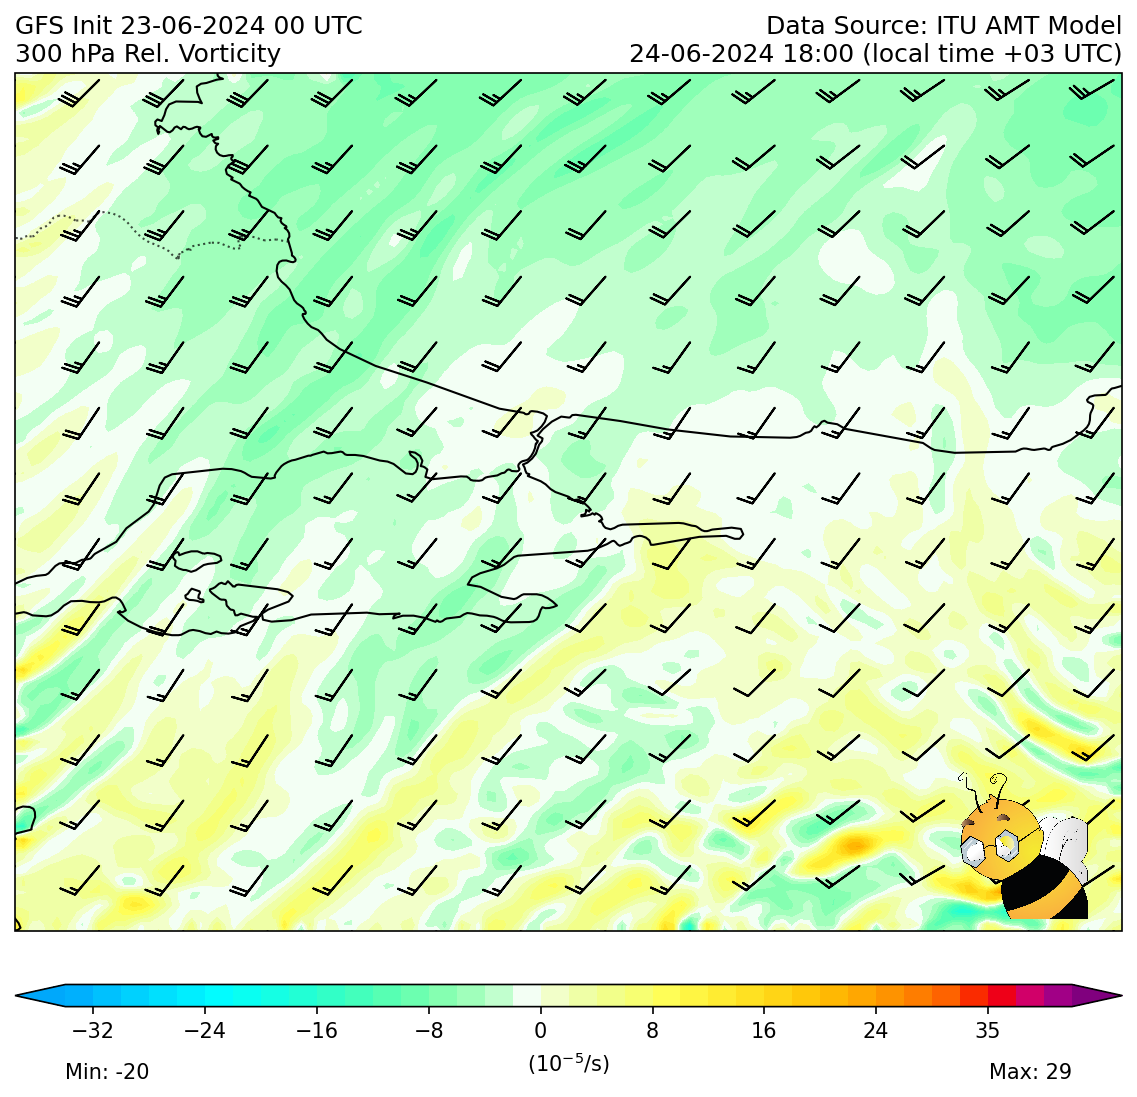 GFS Init 23-06-2024 00 UTC
300 hPa Rel. Vorticity
Data Source: ITU AMT Model
24-06-2024 18:00 (local time +03 UTC)
−32 −24 −16 −8 0 8 16 24 35
(10⁻⁵/s)
Min: -20
Max: 29